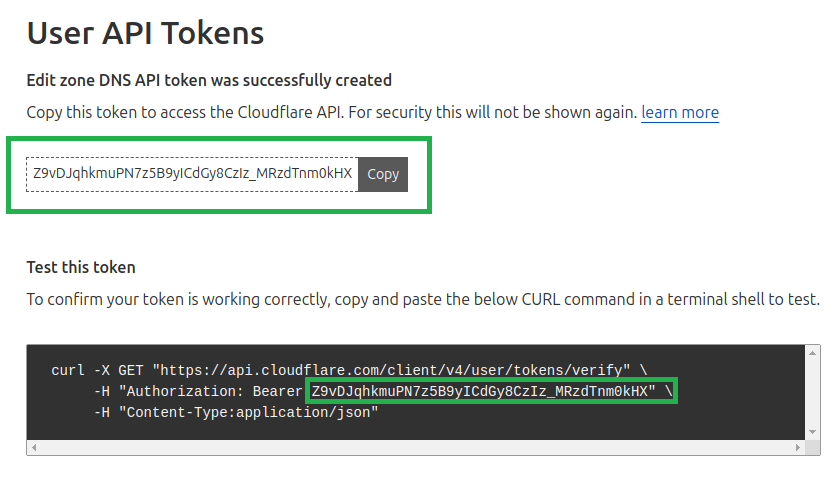 User API Tokens
Edit zone DNS API token was successfully created
Copy this token to access the Cloudflare API. For security this will not be shown again. learn more
Z9vDJqhkmuPN7z5B9yICdGy8CzIz_MRzdTnm0kHX Copy
Test this token
To confirm your token is working correctly, copy and paste the below CURL command in a terminal shell to test.
curl -X GET "https://api.cloudflare.com/client/v4/user/tokens/verify" \
-H "Authorization: Bearer Z9vDJqhkmuPN7z5B9yICdGy8CzIz_MRzdTnm0kHX" \
-H "Content-Type:application/json"